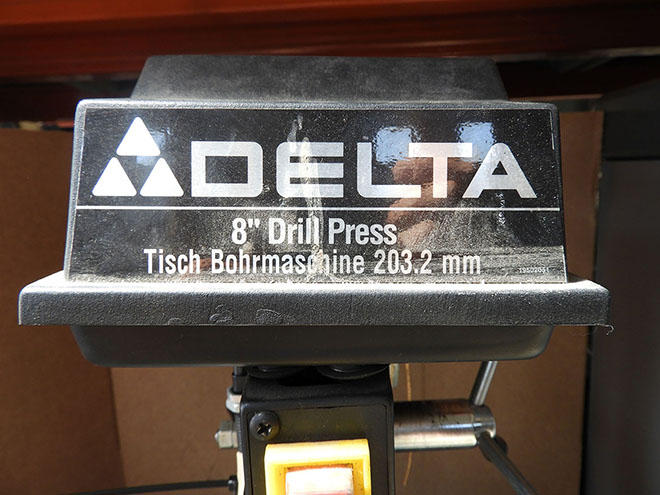 DELTA
8" Drill Press
Tisch Bohrmaschine 203.2 mm